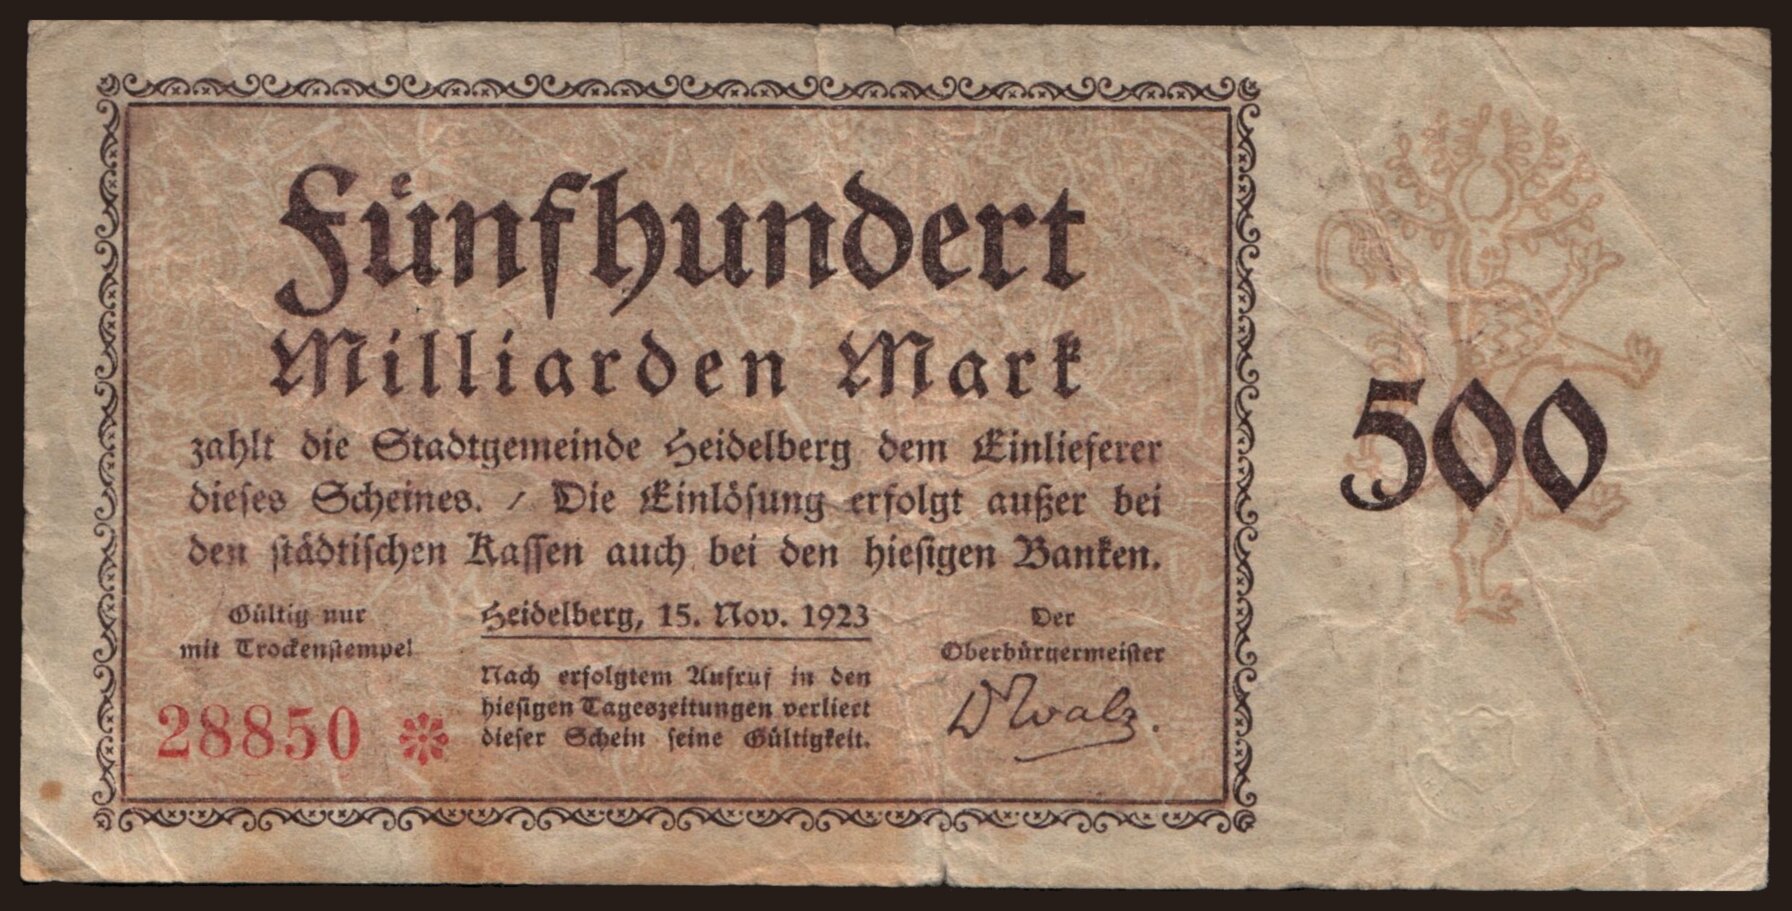 Fünfhundert
Milliarden Mark
zahlt die Stadtgemeinde Heidelberg dem Einlieferer
dieses Scheines. / Die Einlösung erfolgt außer bei
den städtischen Kassen auch bei den hiesigen Banken.
Gültig nur
mit Trockenstempel
28850
Heidelberg, 15. Nov. 1923
Nach erfolgtem Aufruf in den
hiesigen Tageszeitungen verliert
dieser Schein seine Gültigkeit.
Der
Oberbürgermeister
Dr Walz.
500